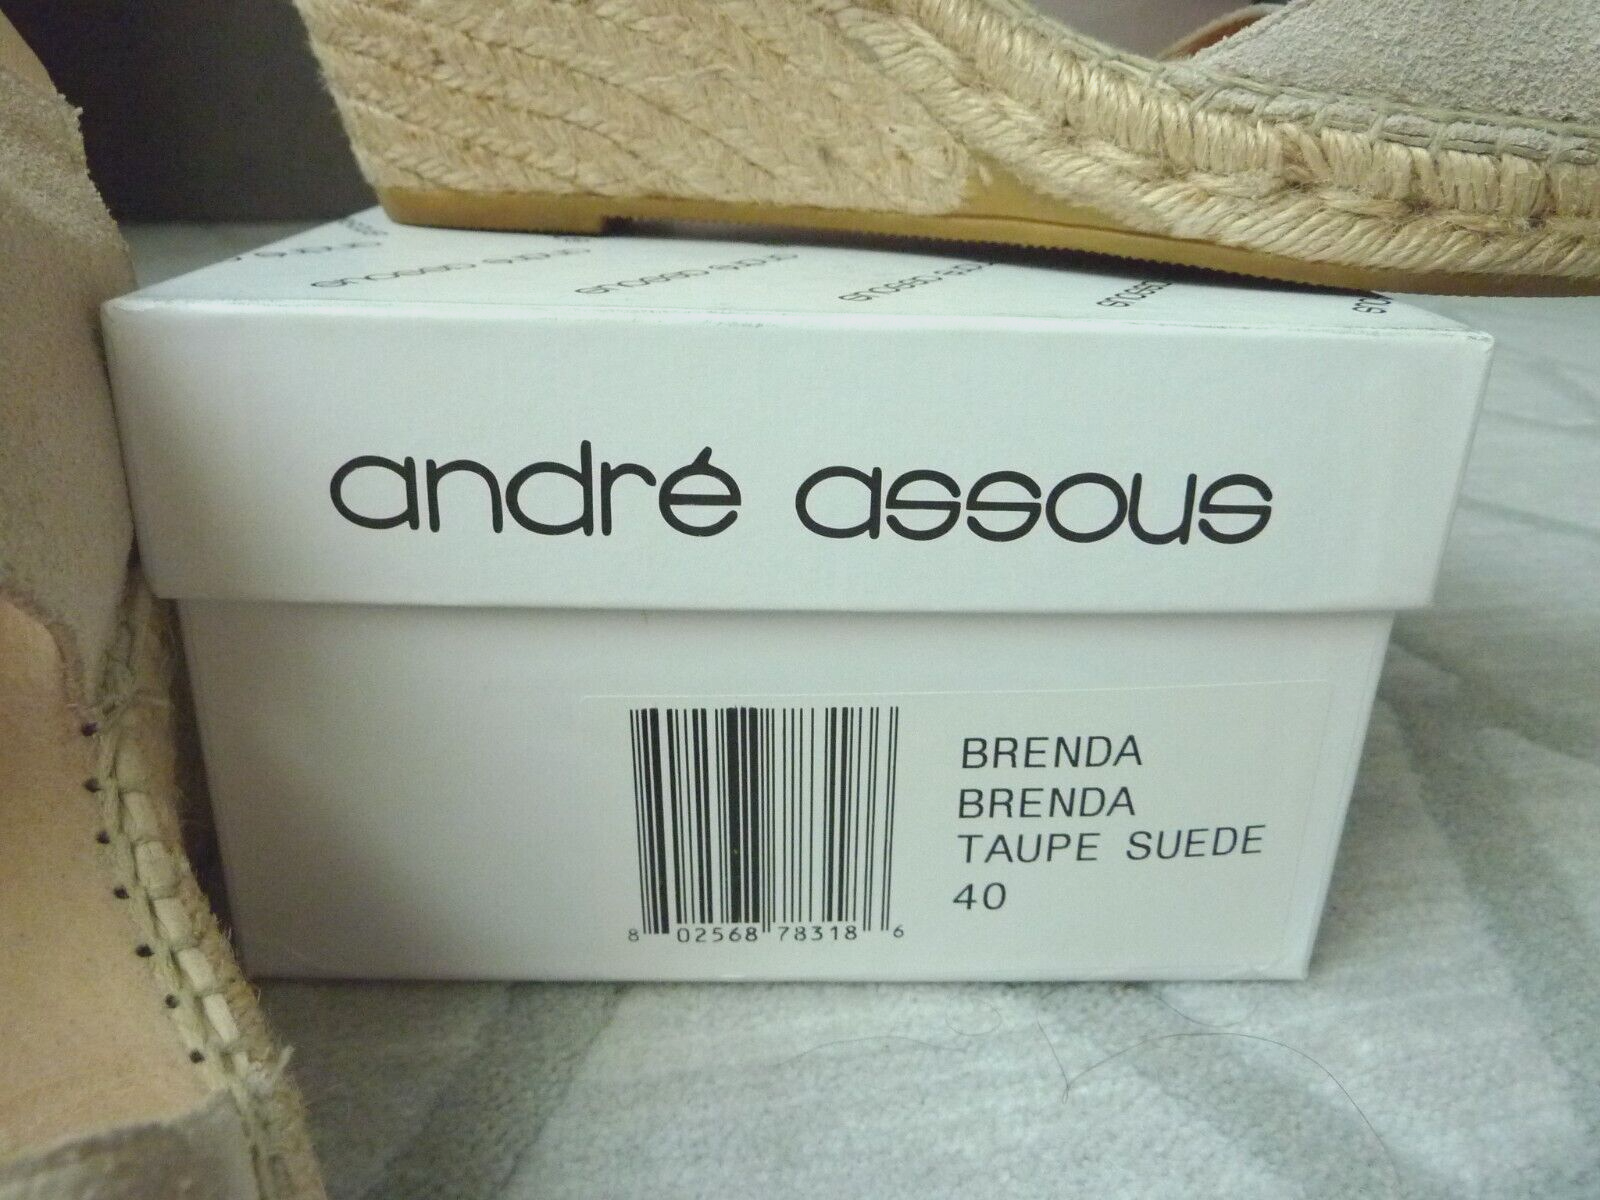 andré assous
BRENDA
BRENDA
TAUPE SUEDE
40
8 02568 78318 6